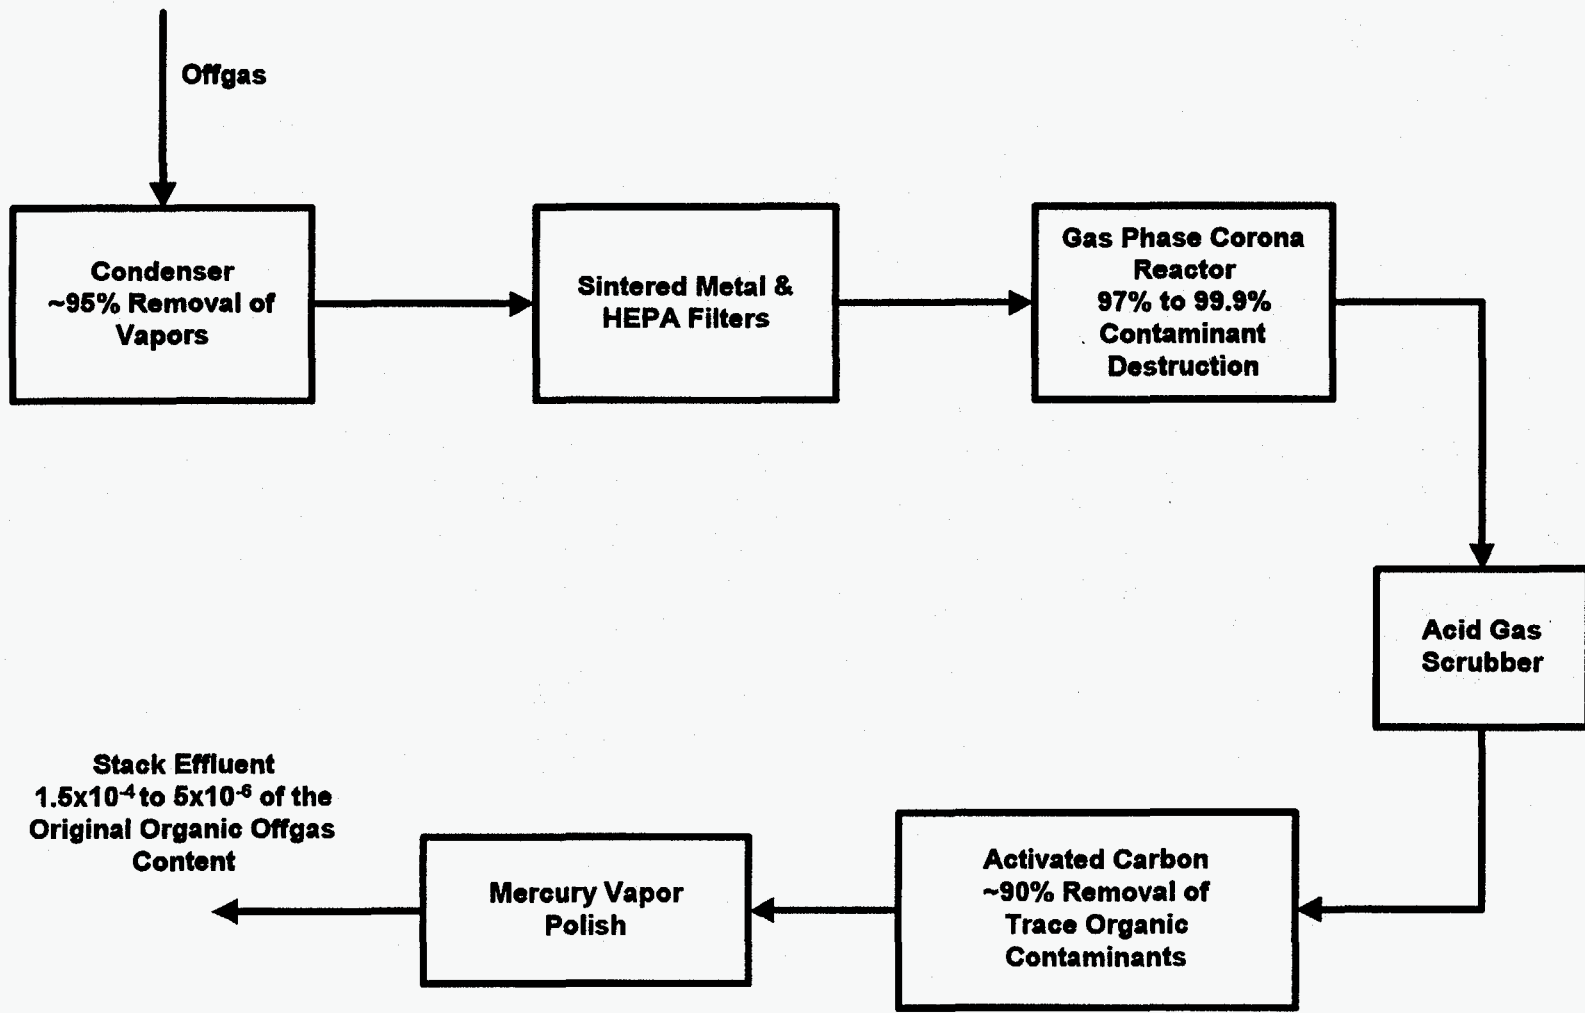 Offgas
Condenser
~95% Removal of
Vapors
Sintered Metal &
HEPA Filters
Gas Phase Corona
Reactor
97% to 99.9%
Contaminant
Destruction
Acid Gas
Scrubber
Activated Carbon
~90% Removal of
Trace Organic
Contaminants
Mercury Vapor
Polish
Stack Effluent
1.5x10⁻⁴ to 5x10⁻⁶ of the
Original Organic Offgas
Content